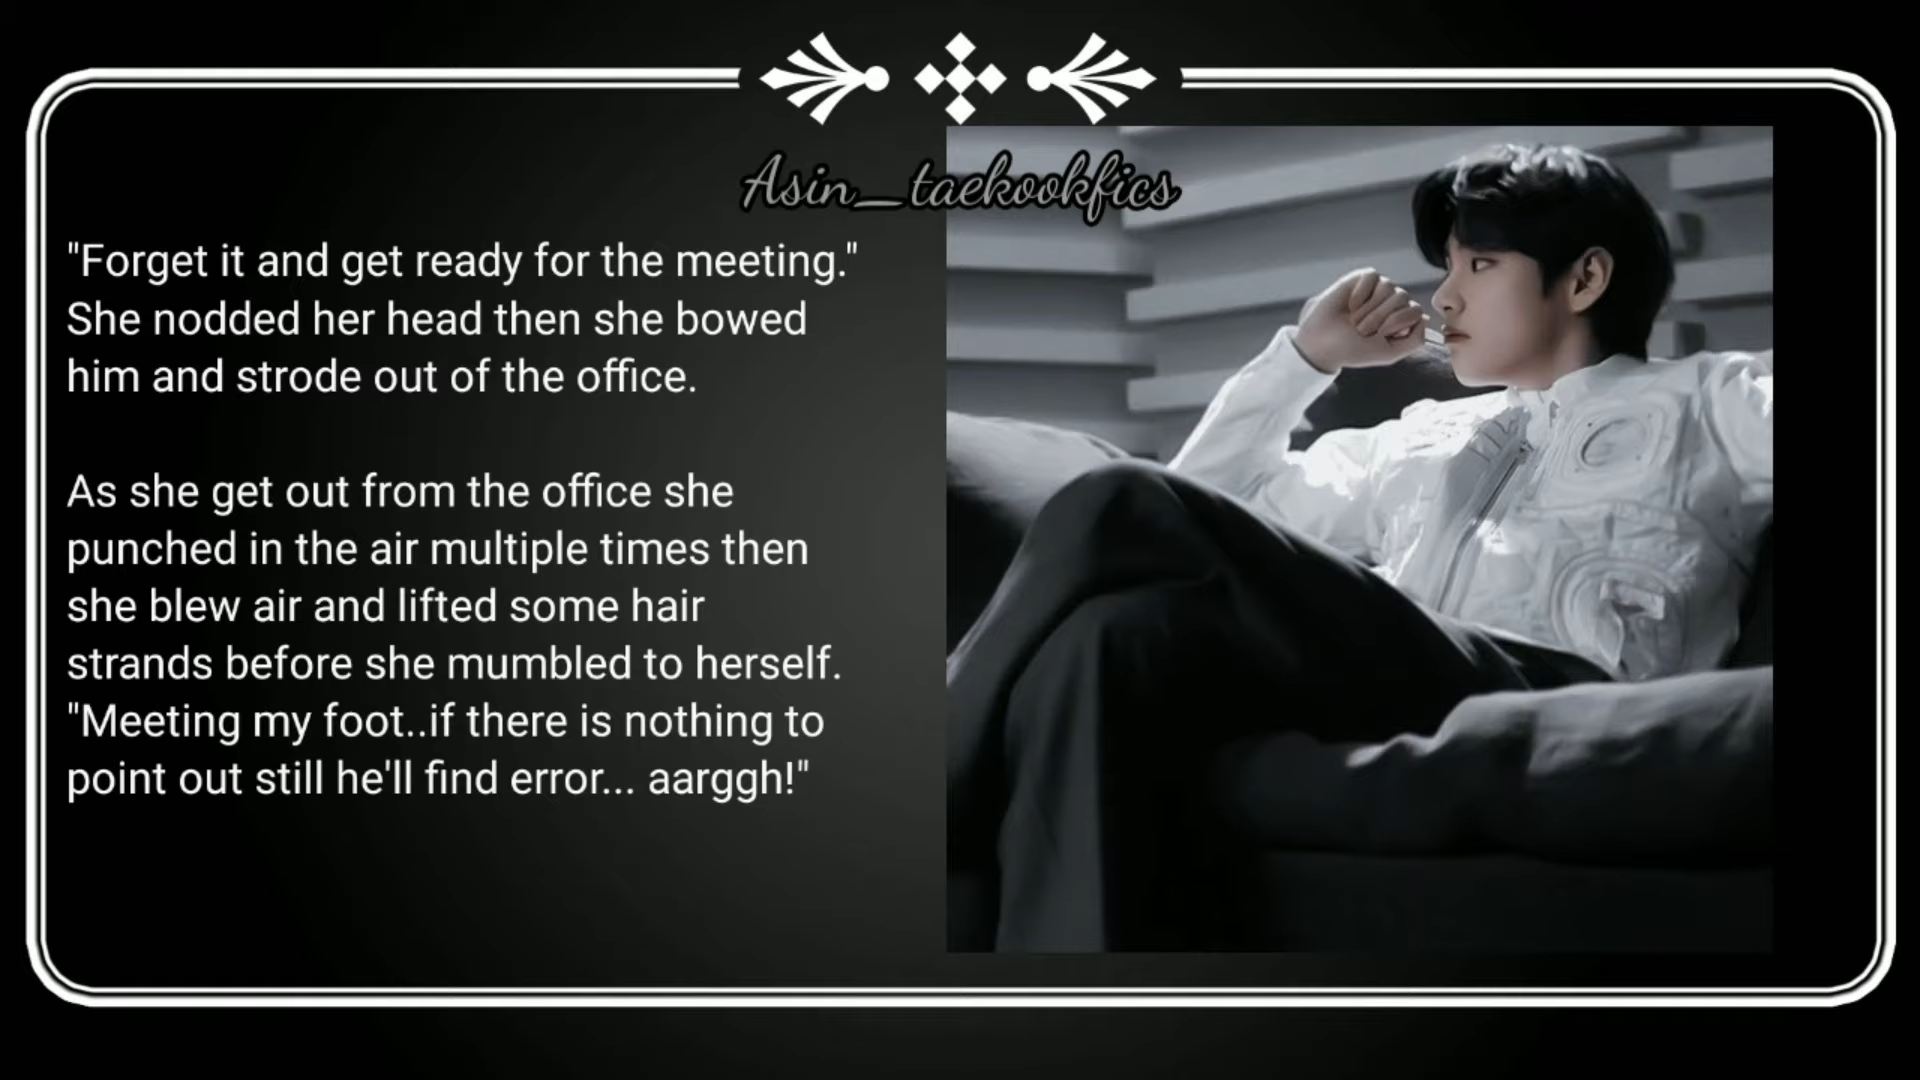 Asin_taekookfics
"Forget it and get ready for the meeting."
She nodded her head then she bowed
him and strode out of the office.
As she get out from the office she
punched in the air multiple times then
she blew air and lifted some hair
strands before she mumbled to herself.
"Meeting my foot..if there is nothing to
point out still he'll find error... aarggh!"